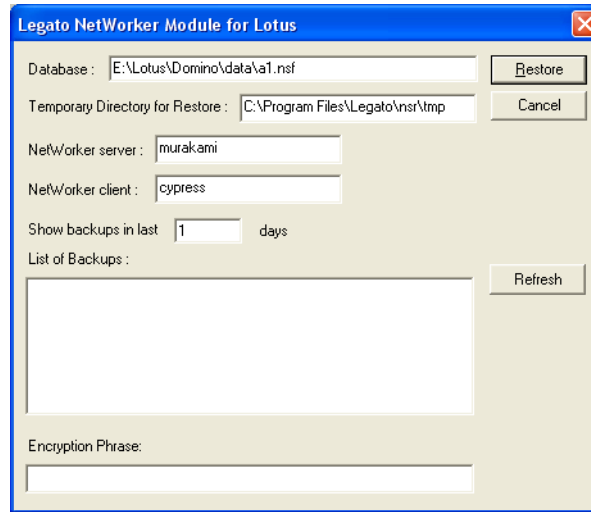 Legato NetWorker Module for Lotus
Database : E:\Lotus\Domino\data\a1.nsf
Restore
Temporary Directory for Restore : C:\Program Files\Legato\nsr\tmp
Cancel
NetWorker server : murakami
NetWorker client : cypress
Show backups in last 1 days
List of Backups :
Refresh
Encryption Phrase: